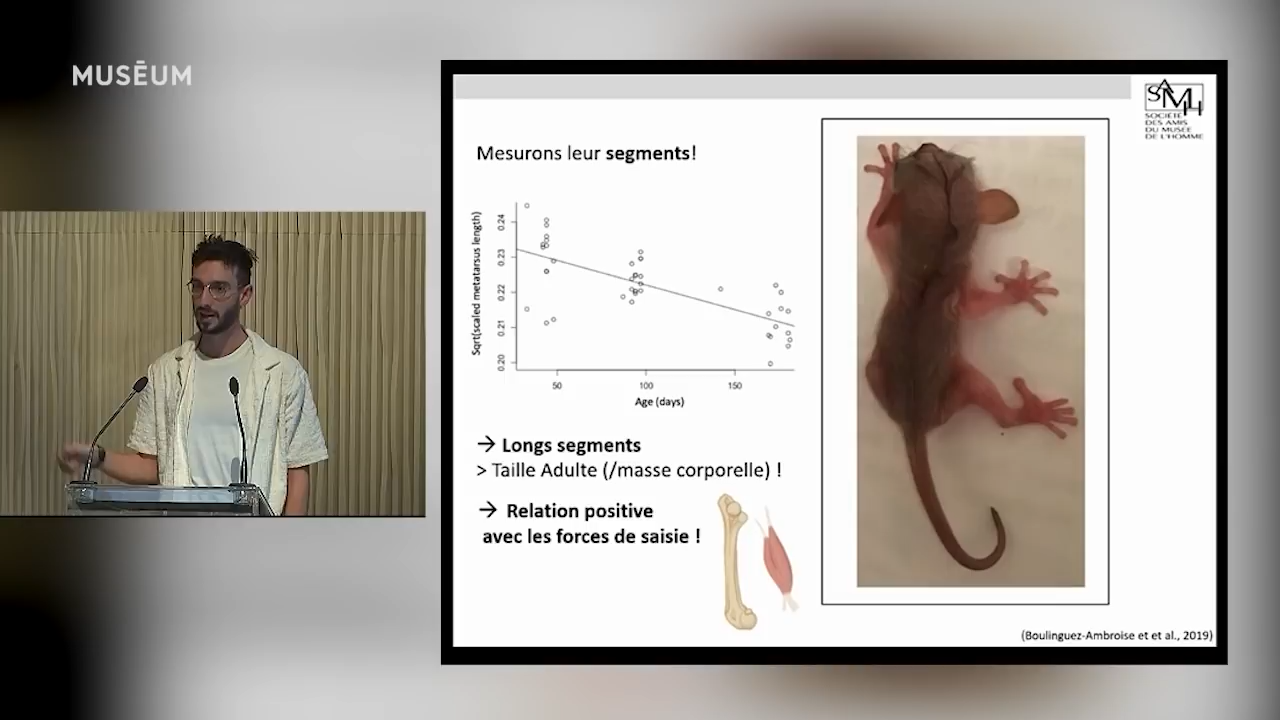 MUSĒUM
SAMH
SOCIÉTÉ
DES AMIS
DU MUSÉE
DE L'HOMME
Mesurons leur segments!
Sqrt(scaled metatarsus length)
0.24
0.23
0.22
0.21
0.20
50
100
150
Age (days)
→ Longs segments
> Taille Adulte (/masse corporelle) !
→ Relation positive
avec les forces de saisie !
(Boulinguez-Ambroise et et al., 2019)